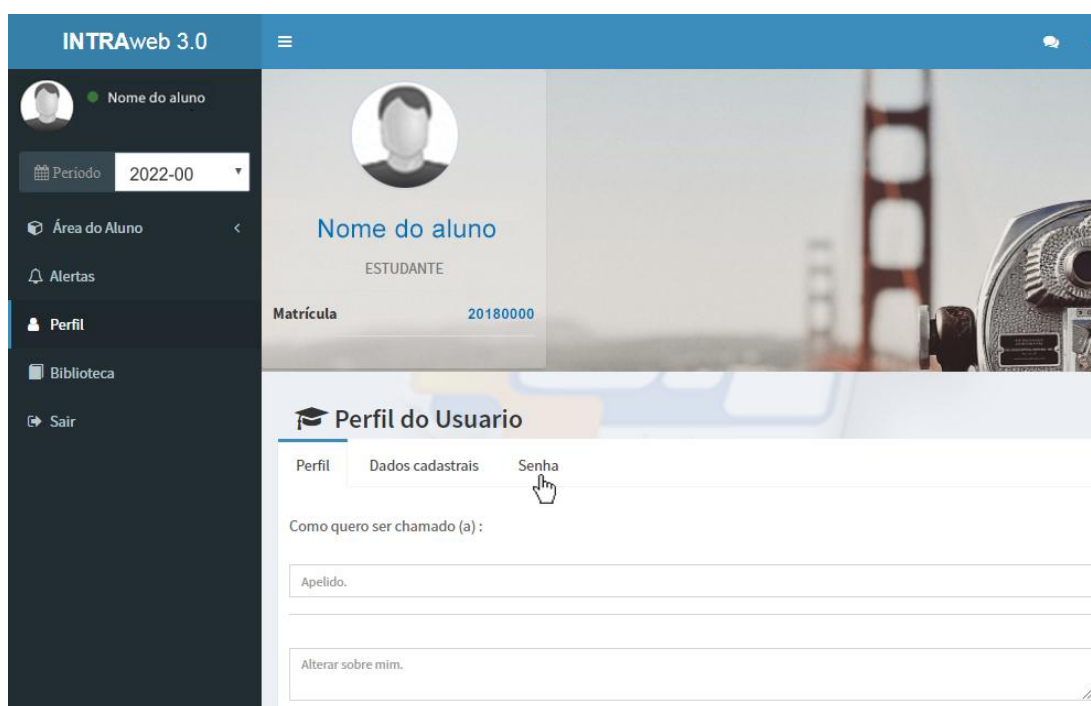 INTRAweb 3.0
Nome do aluno
Período 2022-00
Área do Aluno
Alertas
Perfil
Biblioteca
Sair
Nome do aluno
ESTUDANTE
Matrícula 20180000
Perfil do Usuario
Perfil Dados cadastrais Senha
Como quero ser chamado (a) :
Apelido.
Alterar sobre mim.